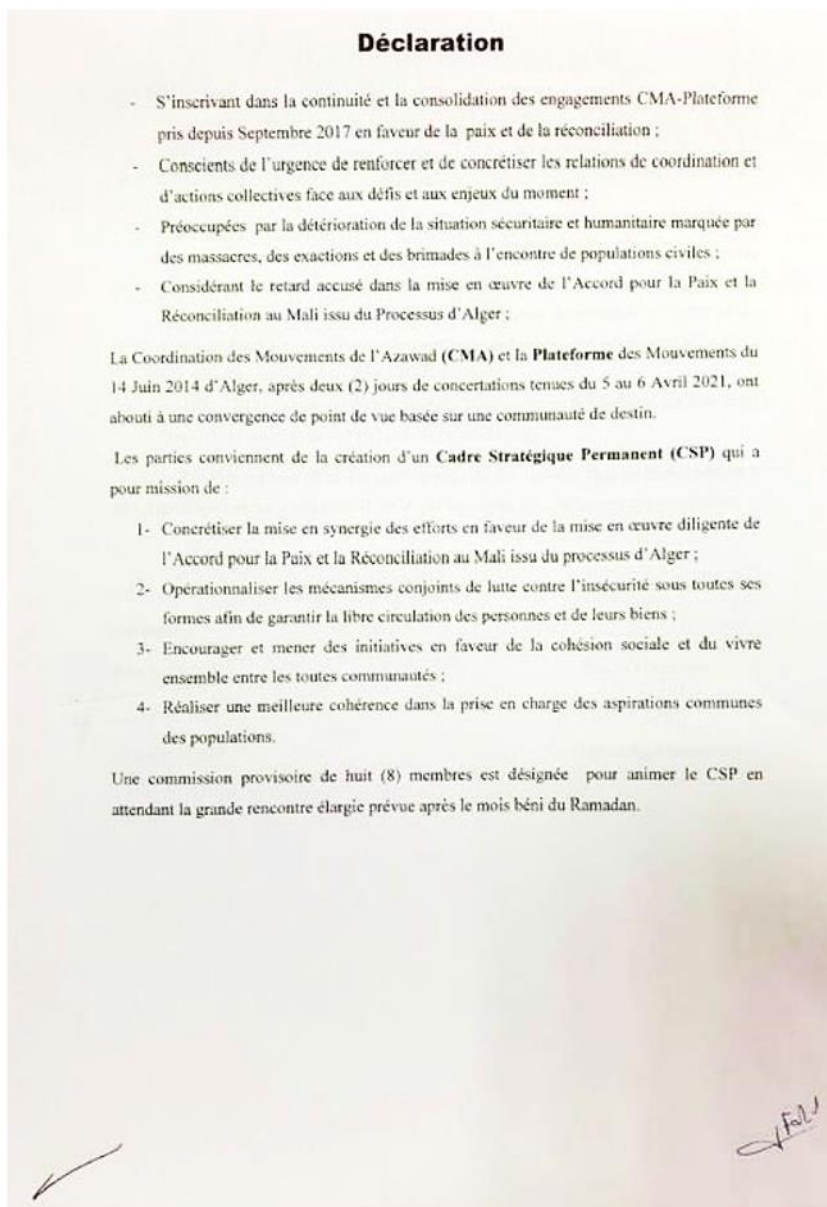 Déclaration
- S'inscrivant dans la continuité et la consolidation des engagements CMA-Plateforme
pris depuis Septembre 2017 en faveur de la paix et de la réconciliation ;
- Conscients de l'urgence de renforcer et de concrétiser les relations de coordination et
d'actions collectives face aux défis et aux enjeux du moment ;
- Préoccupées par la détérioration de la situation sécuritaire et humanitaire marquée par
des massacres, des exactions et des brimades à l'encontre de populations civiles ;
- Considérant le retard accusé dans la mise en œuvre de l'Accord pour la Paix et la
Réconciliation au Mali issu du Processus d'Alger ;
La Coordination des Mouvements de l'Azawad (CMA) et la Plateforme des Mouvements du
14 Juin 2014 d'Alger, après deux (2) jours de concertations tenues du 5 au 6 Avril 2021, ont
abouti à une convergence de point de vue basée sur une communauté de destin.
Les parties conviennent de la création d'un Cadre Stratégique Permanent (CSP) qui a
pour mission de :
1- Concrétiser la mise en synergie des efforts en faveur de la mise en œuvre diligente de
l'Accord pour la Paix et la Réconciliation au Mali issu du processus d'Alger ;
2- Opérationnaliser les mécanismes conjoints de lutte contre l'insécurité sous toutes ses
formes afin de garantir la libre circulation des personnes et de leurs biens ;
3- Encourager et mener des initiatives en faveur de la cohésion sociale et du vivre
ensemble entre les toutes communautés ;
4- Réaliser une meilleure cohérence dans la prise en charge des aspirations communes
des populations.
Une commission provisoire de huit (8) membres est désignée pour animer le CSP en
attendant la grande rencontre élargie prévue après le mois béni du Ramadan.